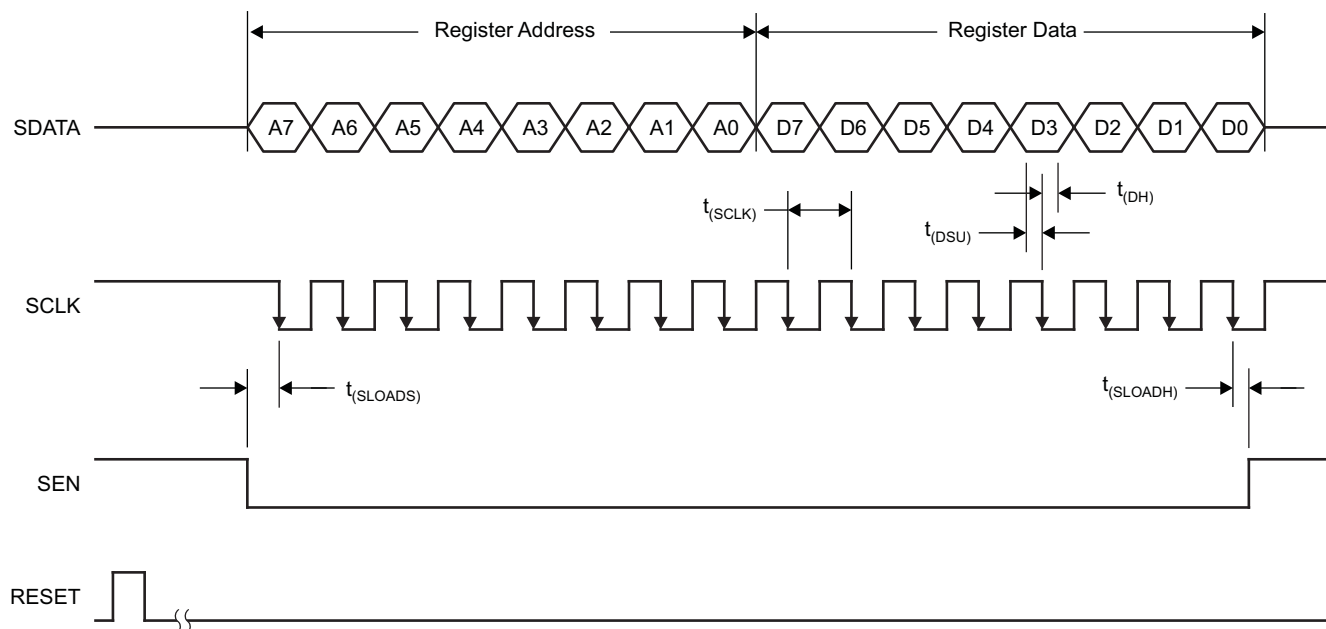 Register Address
Register Data
SDATA
A7 A6 A5 A4 A3 A2 A1 A0 D7 D6 D5 D4 D3 D2 D1 D0
t(SCLK)
t(DH)
t(DSU)
SCLK
t(SLOADS)
t(SLOADH)
SEN
RESET